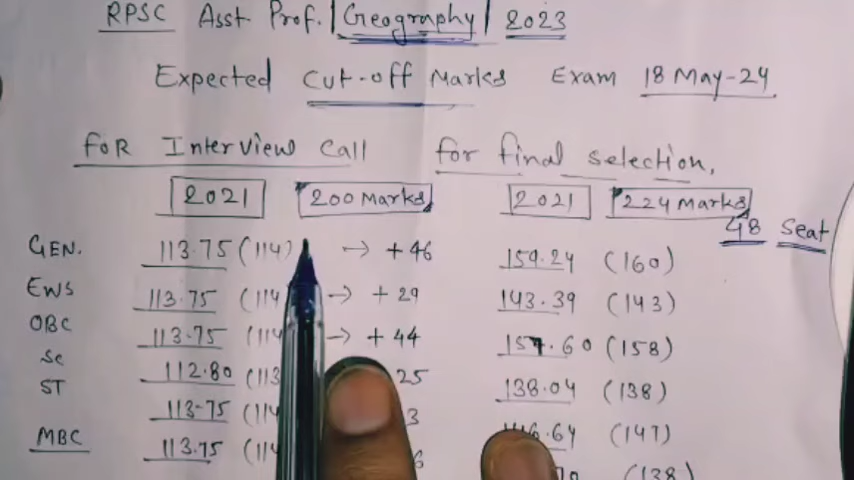 RPSC Asst. Prof. Geography 2023
Expected Cut-off Marks Exam 18 May-24
FOR Interview Call for final selection,
2021 200 Marks 2021 224 Marks
48 Seat
GEN. 113.75 (114) → +46 159.24 (160)
EWS 113.75 (114 → +29 143.39 (143)
OBC 113.75 (114 → +44 157.60 (158)
SC 112.80 (113 25 138.04 (138)
ST 113.75 (114 3 6.64 (147)
MBC 113.75 (114 6 (138)